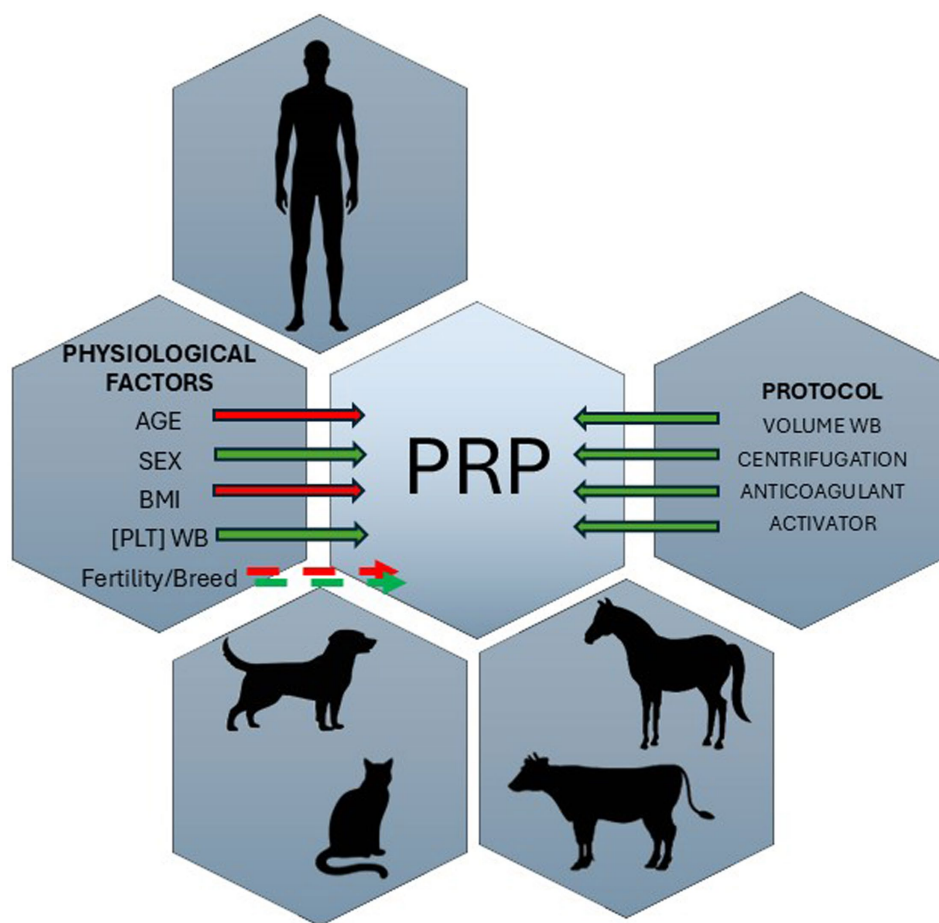 PHYSIOLOGICAL
FACTORS
AGE
SEX
BMI
[PLT] WB
Fertility/Breed
PRP
PROTOCOL
VOLUME WB
CENTRIFUGATION
ANTICOAGULANT
ACTIVATOR